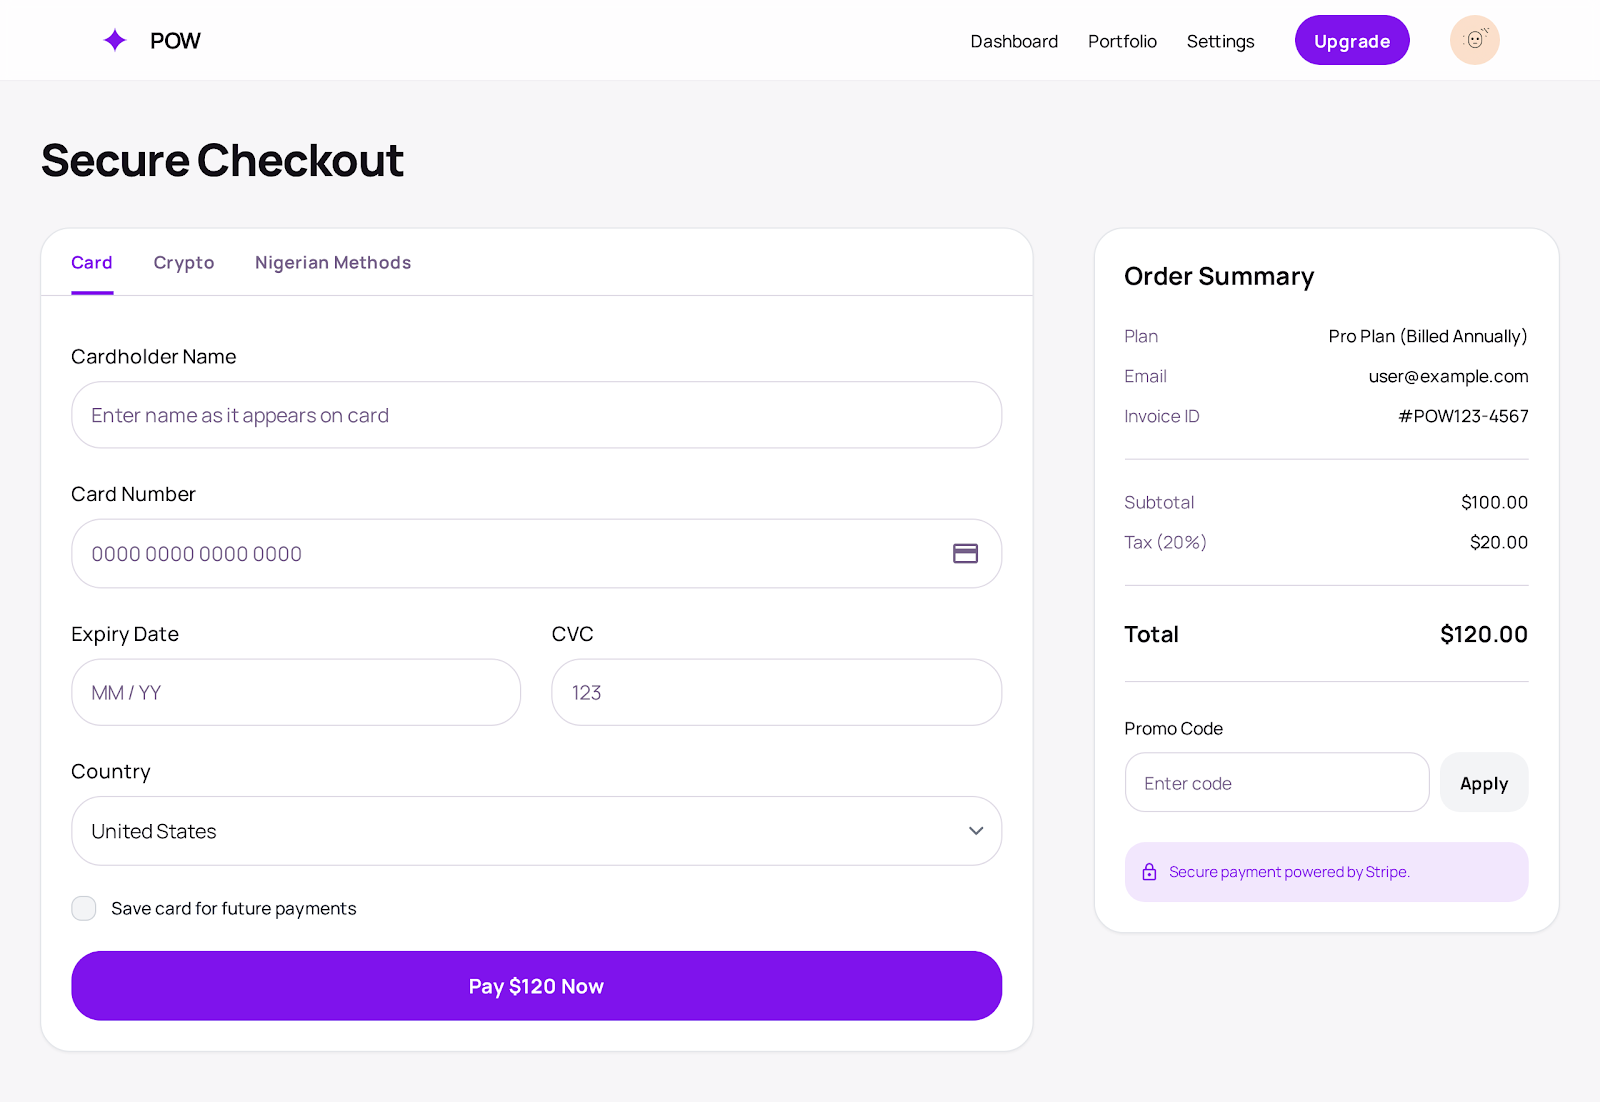 POW
Dashboard
Portfolio
Settings
Upgrade
Secure Checkout
Card
Crypto
Nigerian Methods
Cardholder Name
Enter name as it appears on card
Card Number
0000 0000 0000 0000
Expiry Date
CVC
MM / YY
123
Country
United States
Save card for future payments
Pay $120 Now
Order Summary
Plan Pro Plan (Billed Annually)
Email user@example.com
Invoice ID #POW123-4567
Subtotal $100.00
Tax (20%) $20.00
Total $120.00
Promo Code
Enter code
Apply
Secure payment powered by Stripe.